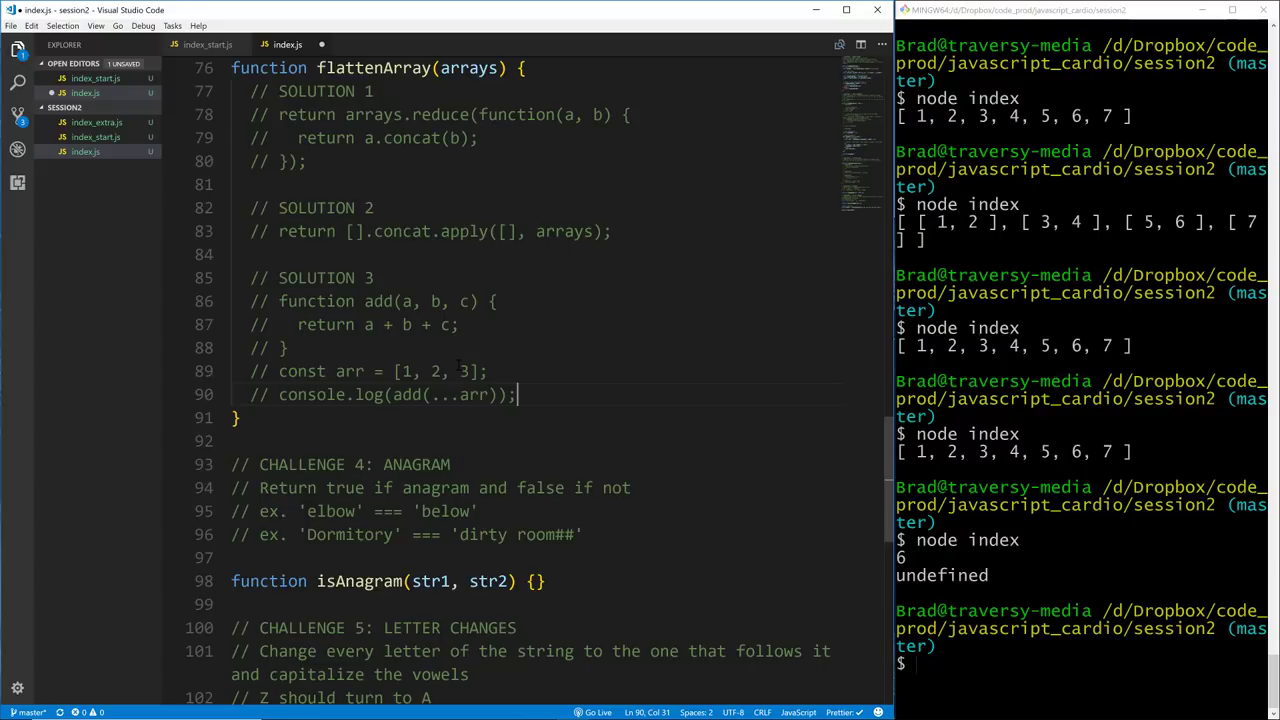 index.js - session2 - Visual Studio Code
File Edit Selection View Go Debug Tasks Help
EXPLORER
OPEN EDITORS 1 UNSAVED
index_start.js U
index.js U
SESSION2
index_extra.js U
index_start.js U
index.js U
index_start.js
index.js
76 function flattenArray(arrays) {
77 // SOLUTION 1
78 // return arrays.reduce(function(a, b) {
79 //   return a.concat(b);
80 // });
81
82 // SOLUTION 2
83 // return [].concat.apply([], arrays);
84
85 // SOLUTION 3
86 // function add(a, b, c) {
87 //   return a + b + c;
88 // }
89 // const arr = [1, 2, 3];
90 // console.log(add(...arr));
91 }
92
93 // CHALLENGE 4: ANAGRAM
94 // Return true if anagram and false if not
95 // ex. 'elbow' === 'below'
96 // ex. 'Dormitory' === 'dirty room##'
97
98 function isAnagram(str1, str2) {}
99
100 // CHALLENGE 5: LETTER CHANGES
101 // Change every letter of the string to the one that follows it
and capitalize the vowels
102 // Z should turn to A
master* 0 0 Go Live Ln 90, Col 31 Spaces: 2 UTF-8 CRLF JavaScript Prettier: ✓
MINGW64:/d/Dropbox/code_prod/javascript_cardio/session2
Brad@traversy-media /d/Dropbox/code_
prod/javascript_cardio/session2 (mas
ter)
$ node index
[ 1, 2, 3, 4, 5, 6, 7 ]
Brad@traversy-media /d/Dropbox/code_
prod/javascript_cardio/session2 (mas
ter)
$ node index
[ [ 1, 2 ], [ 3, 4 ], [ 5, 6 ], [ 7
] ]
Brad@traversy-media /d/Dropbox/code_
prod/javascript_cardio/session2 (mas
ter)
$ node index
[ 1, 2, 3, 4, 5, 6, 7 ]
Brad@traversy-media /d/Dropbox/code_
prod/javascript_cardio/session2 (mas
ter)
$ node index
[ 1, 2, 3, 4, 5, 6, 7 ]
Brad@traversy-media /d/Dropbox/code_
prod/javascript_cardio/session2 (mas
ter)
$ node index
6
undefined
Brad@traversy-media /d/Dropbox/code_
prod/javascript_cardio/session2 (mas
ter)
$